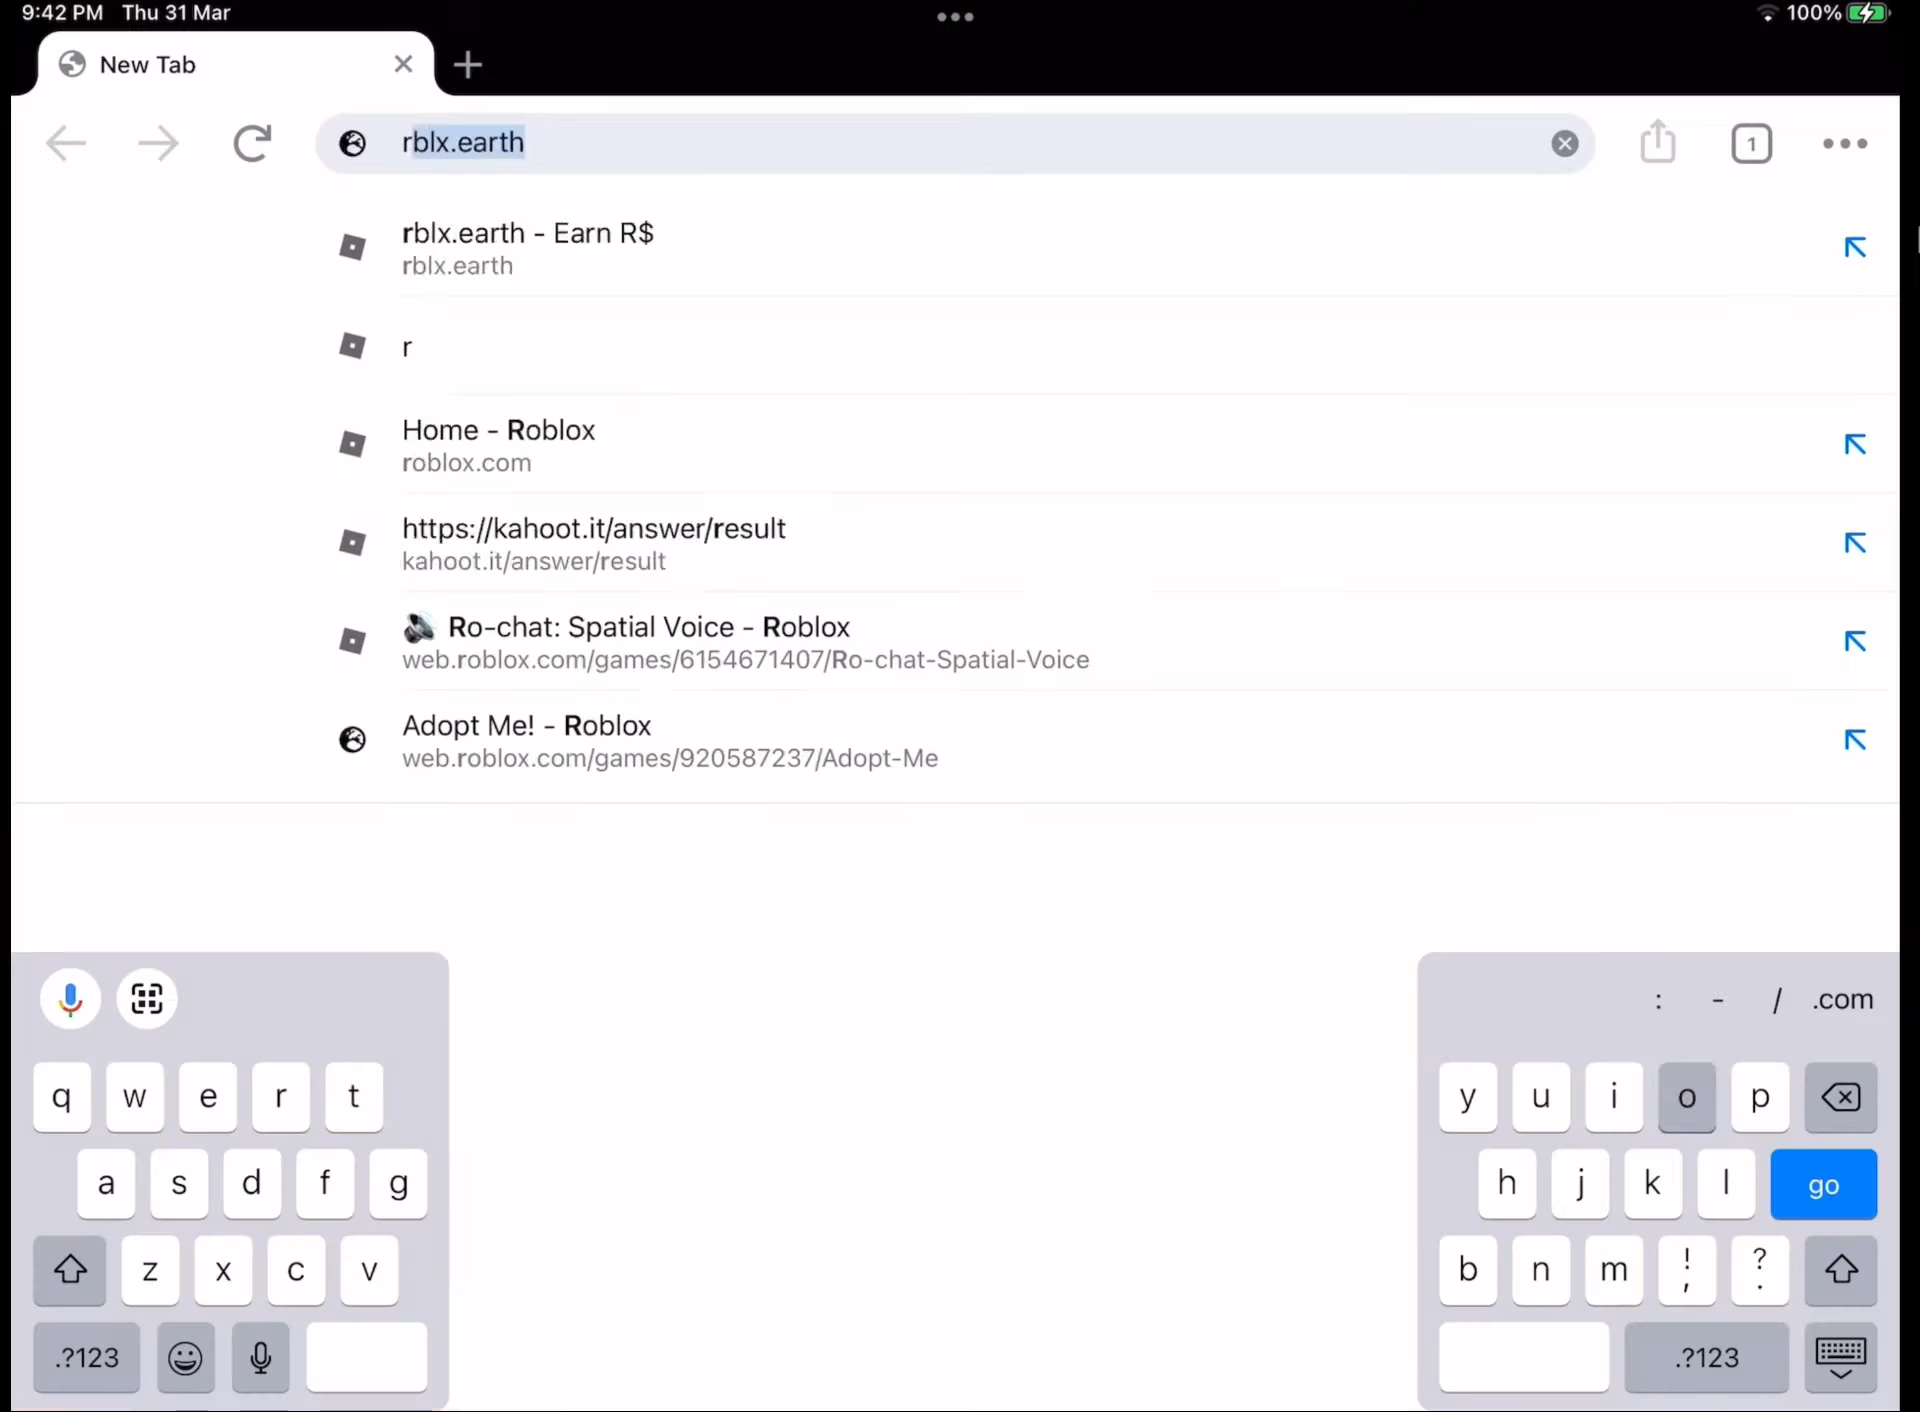 9:42 PM Thu 31 Mar
100%
New Tab
rblx.earth
1
rblx.earth - Earn R$
rblx.earth
r
Home - Roblox
roblox.com
https://kahoot.it/answer/result
kahoot.it/answer/result
Ro-chat: Spatial Voice - Roblox
web.roblox.com/games/6154671407/Ro-chat-Spatial-Voice
Adopt Me! - Roblox
web.roblox.com/games/920587237/Adopt-Me
: - / .com
q w e r t y u i o p
a s d f g h j k l go
z x c v b n m ! , ? .
.?123 .?123